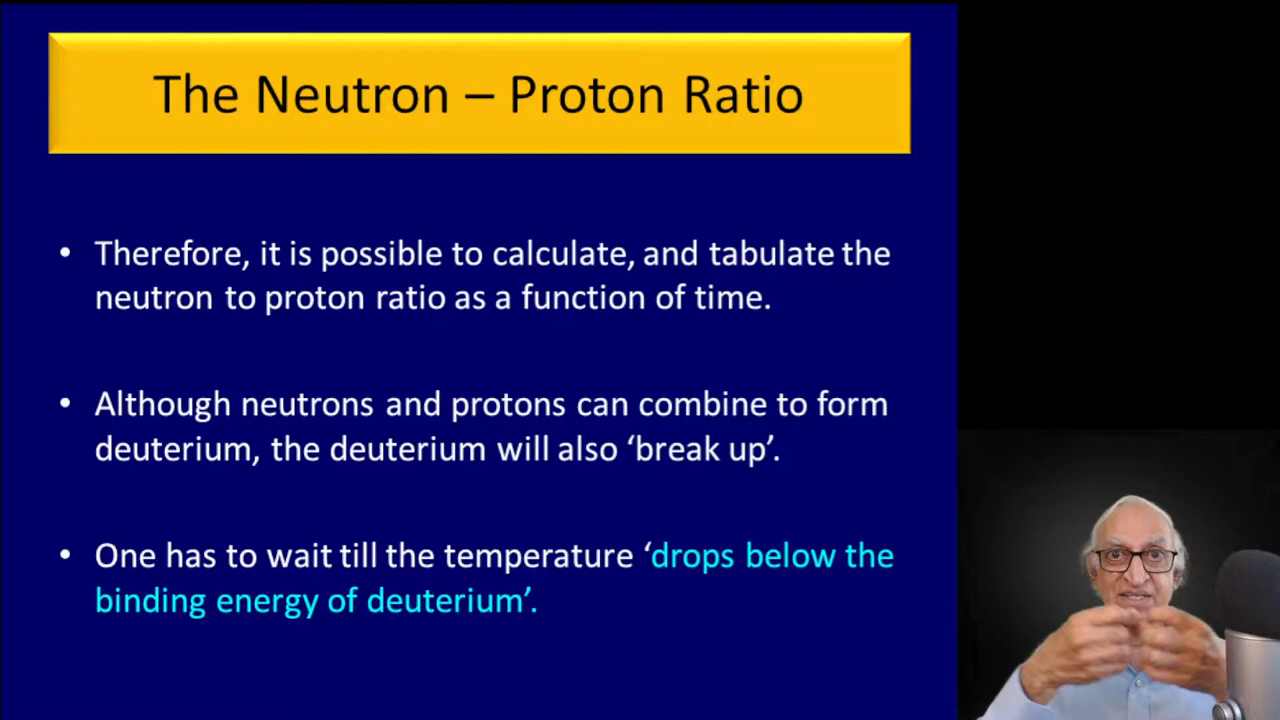 The Neutron – Proton Ratio
• Therefore, it is possible to calculate, and tabulate the
neutron to proton ratio as a function of time.
• Although neutrons and protons can combine to form
deuterium, the deuterium will also ‘break up’.
• One has to wait till the temperature ‘drops below the
binding energy of deuterium’.